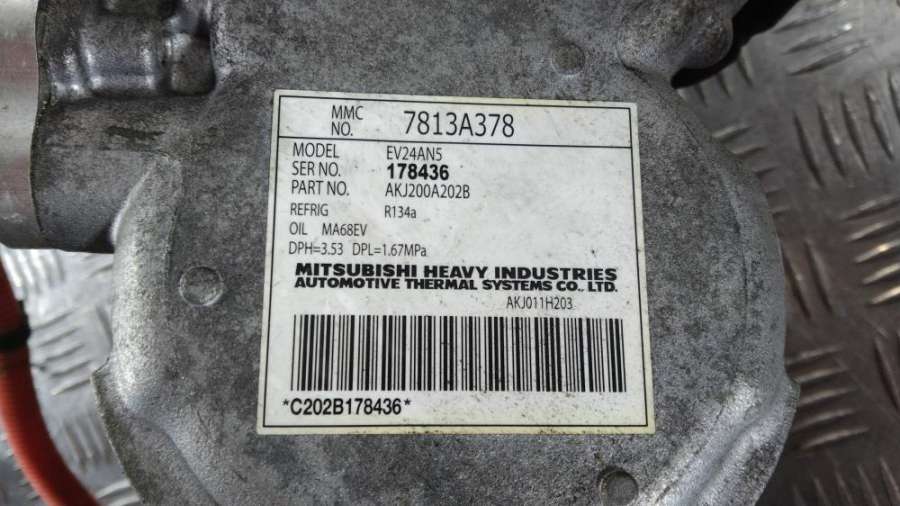 MMC NO. 7813A378
MODEL EV24AN5
SER NO. 178436
PART NO. AKJ200A202B
REFRIG R134a
OIL MA68EV
DPH=3.53 DPL=1.67MPa
MITSUBISHI HEAVY INDUSTRIES
AUTOMOTIVE THERMAL SYSTEMS CO., LTD.
AKJ011H203
*C202B178436*